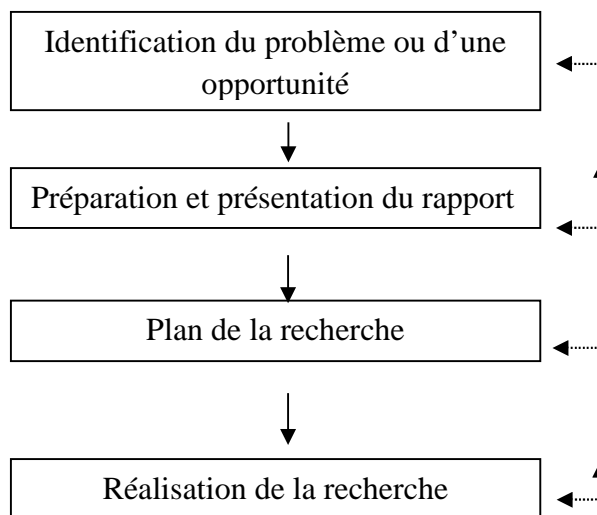 Identification du problème ou d’une
opportunité
Préparation et présentation du rapport
Plan de la recherche
Réalisation de la recherche